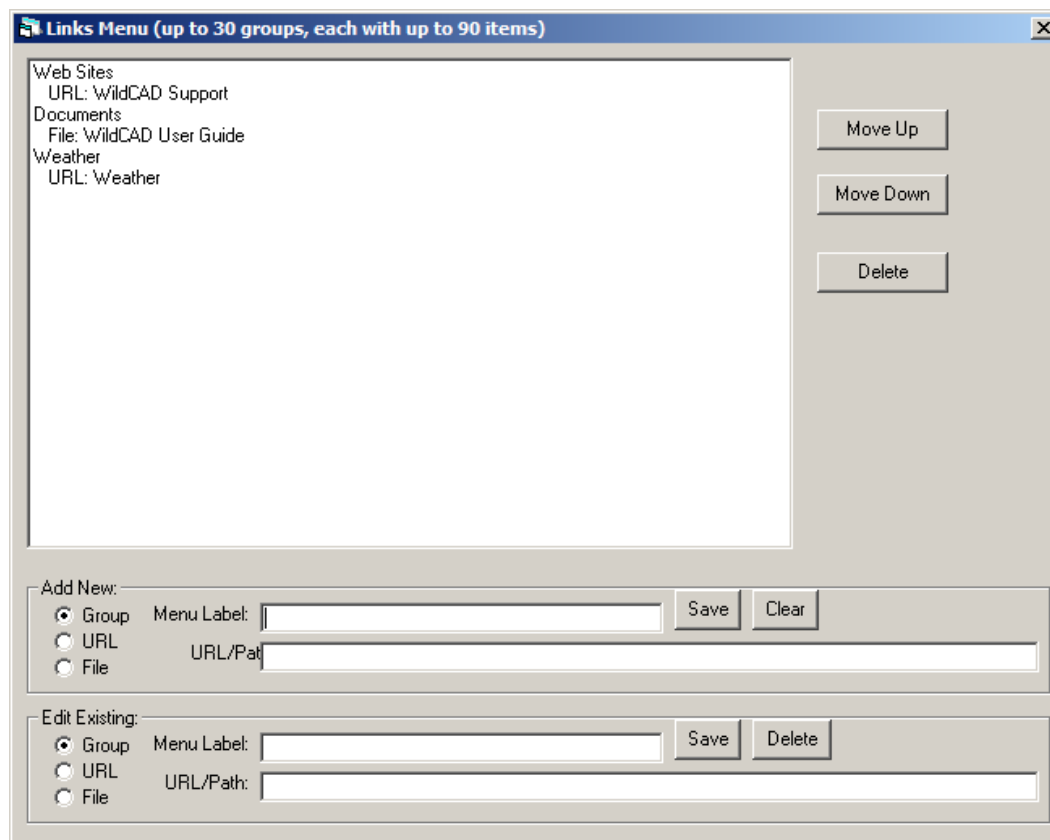 Links Menu (up to 30 groups, each with up to 90 items)
Web Sites
URL: WildCAD Support
Documents
File: WildCAD User Guide
Weather
URL: Weather
Move Up
Move Down
Delete
Add New:
Group Menu Label: Save Clear
URL
URL/Pat
File
Edit Existing:
Group Menu Label: Save Delete
URL
URL/Path:
File